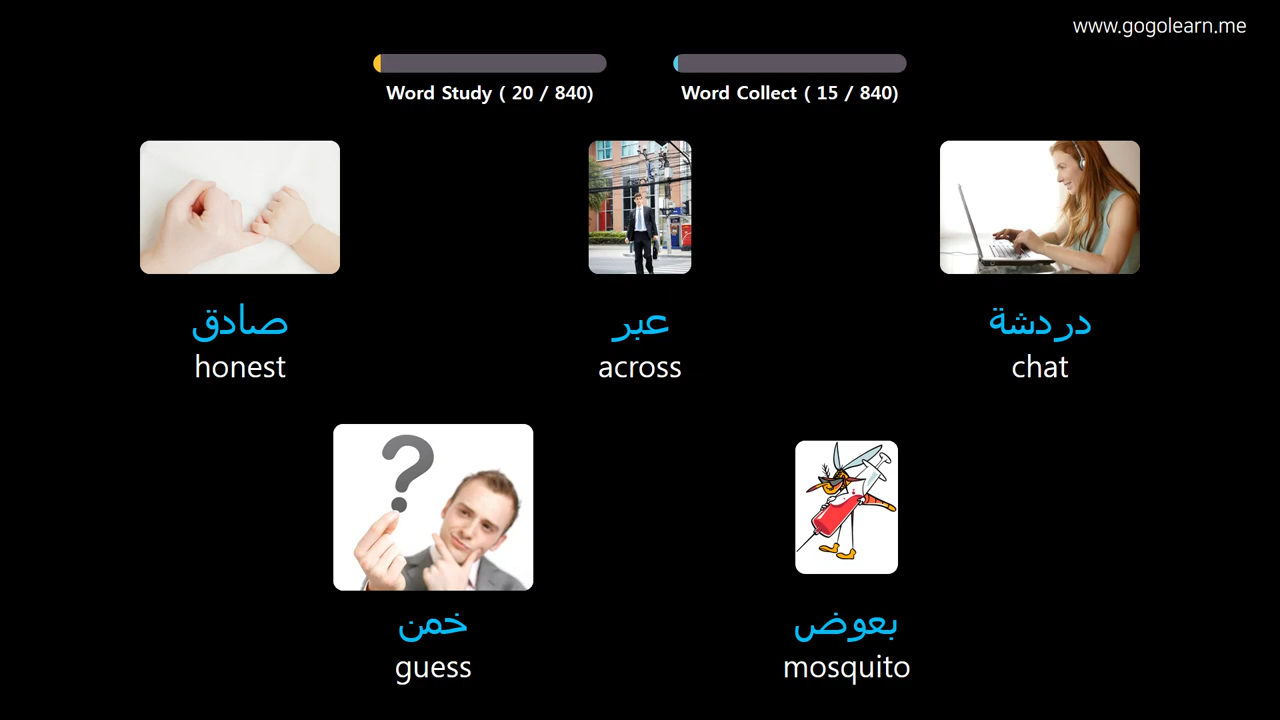 www.gogolearn.me
Word Study ( 20 / 840)
Word Collect ( 15 / 840)
صادق
honest
عبر
across
دردشة
chat
خمن
guess
بعوض
mosquito